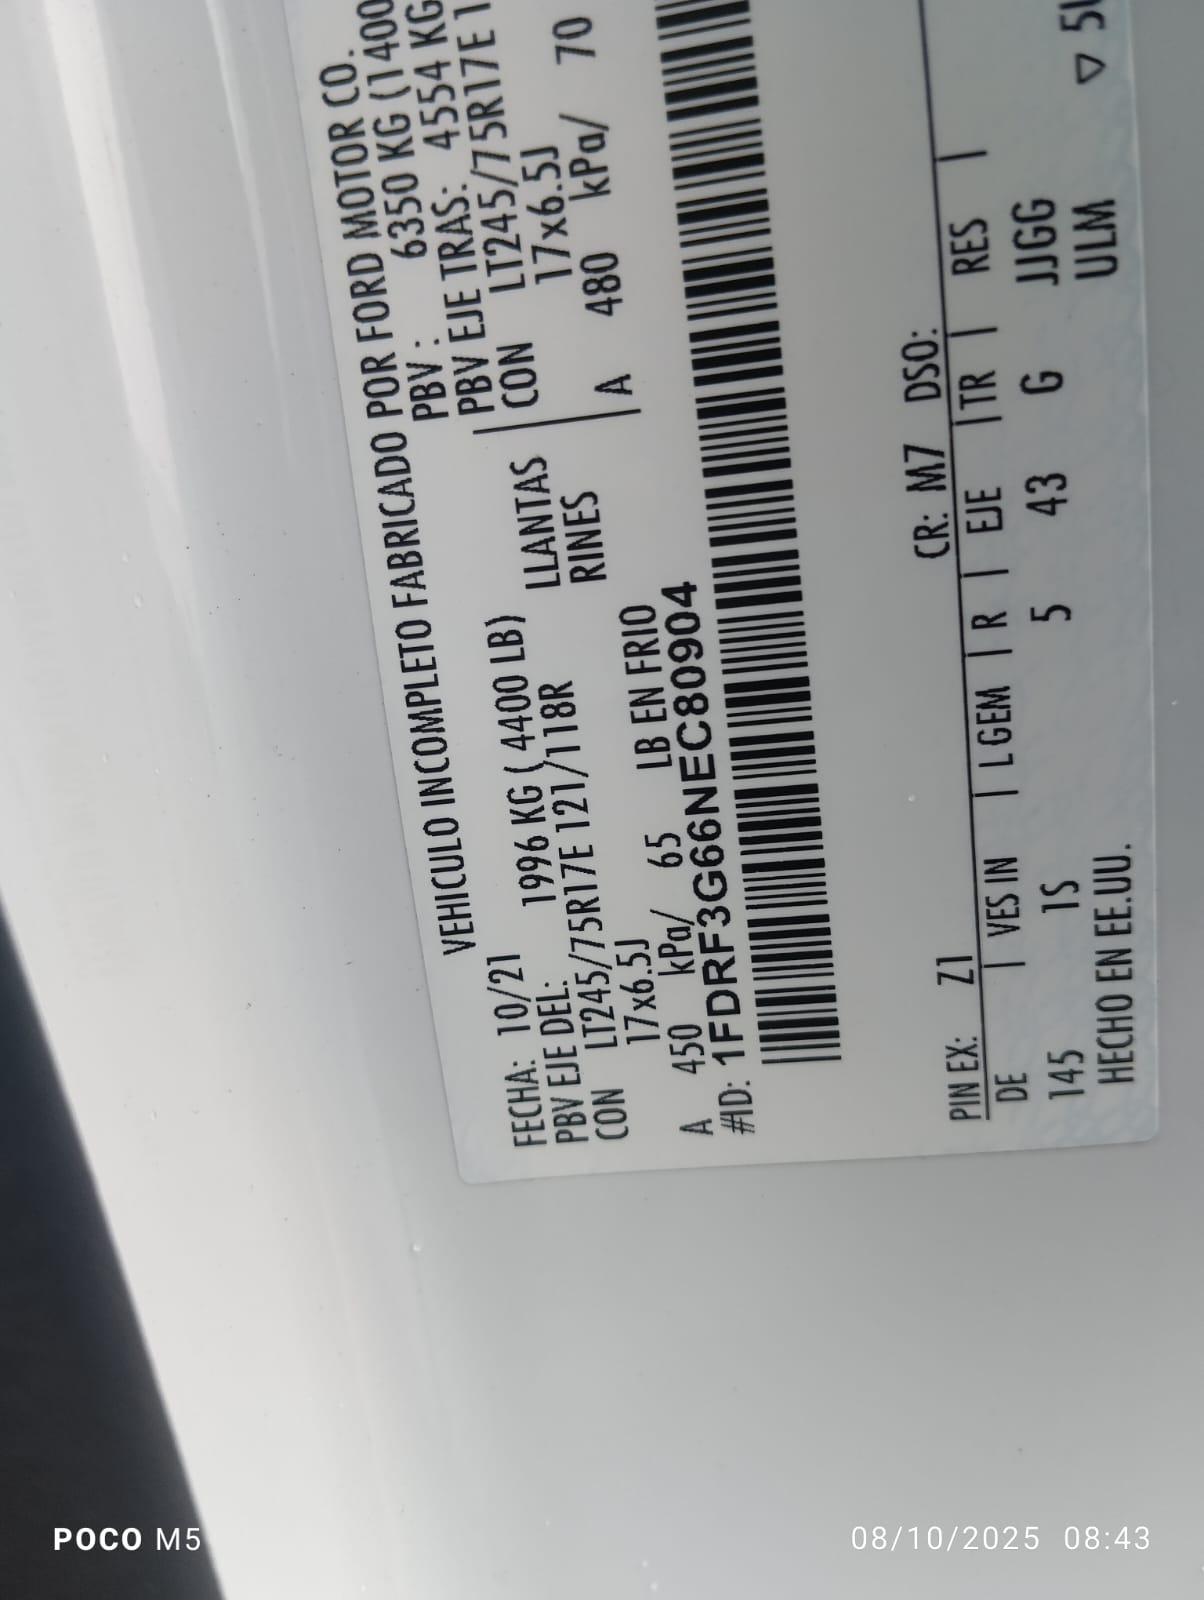 VEHICULO INCOMPLETO FABRICADO POR FORD MOTOR CO.
FECHA: 10/21 PBV : 6350 KG (1400
PBV EJE DEL: 1996 KG ( 4400 LB) PBV EJE TRAS: 4554 KG
CON LT245/75R17E 121/118R LLANTAS CON LT245/75R17E 1
17x6.5J RINES 17x6.5J
A 450 kPa/ 65 LB EN FRIO A 480 kPa/ 70
#ID: 1FDRF3G66NEC80904
CR: M7 DSO:
PIN EX: Z1
DE | VES IN | LGEM | R | EJE | TR | RES |
145 1S 5 43 G JJGG
HECHO EN EE.UU. ULM ▽ 5U
POCO M5 08/10/2025 08:43